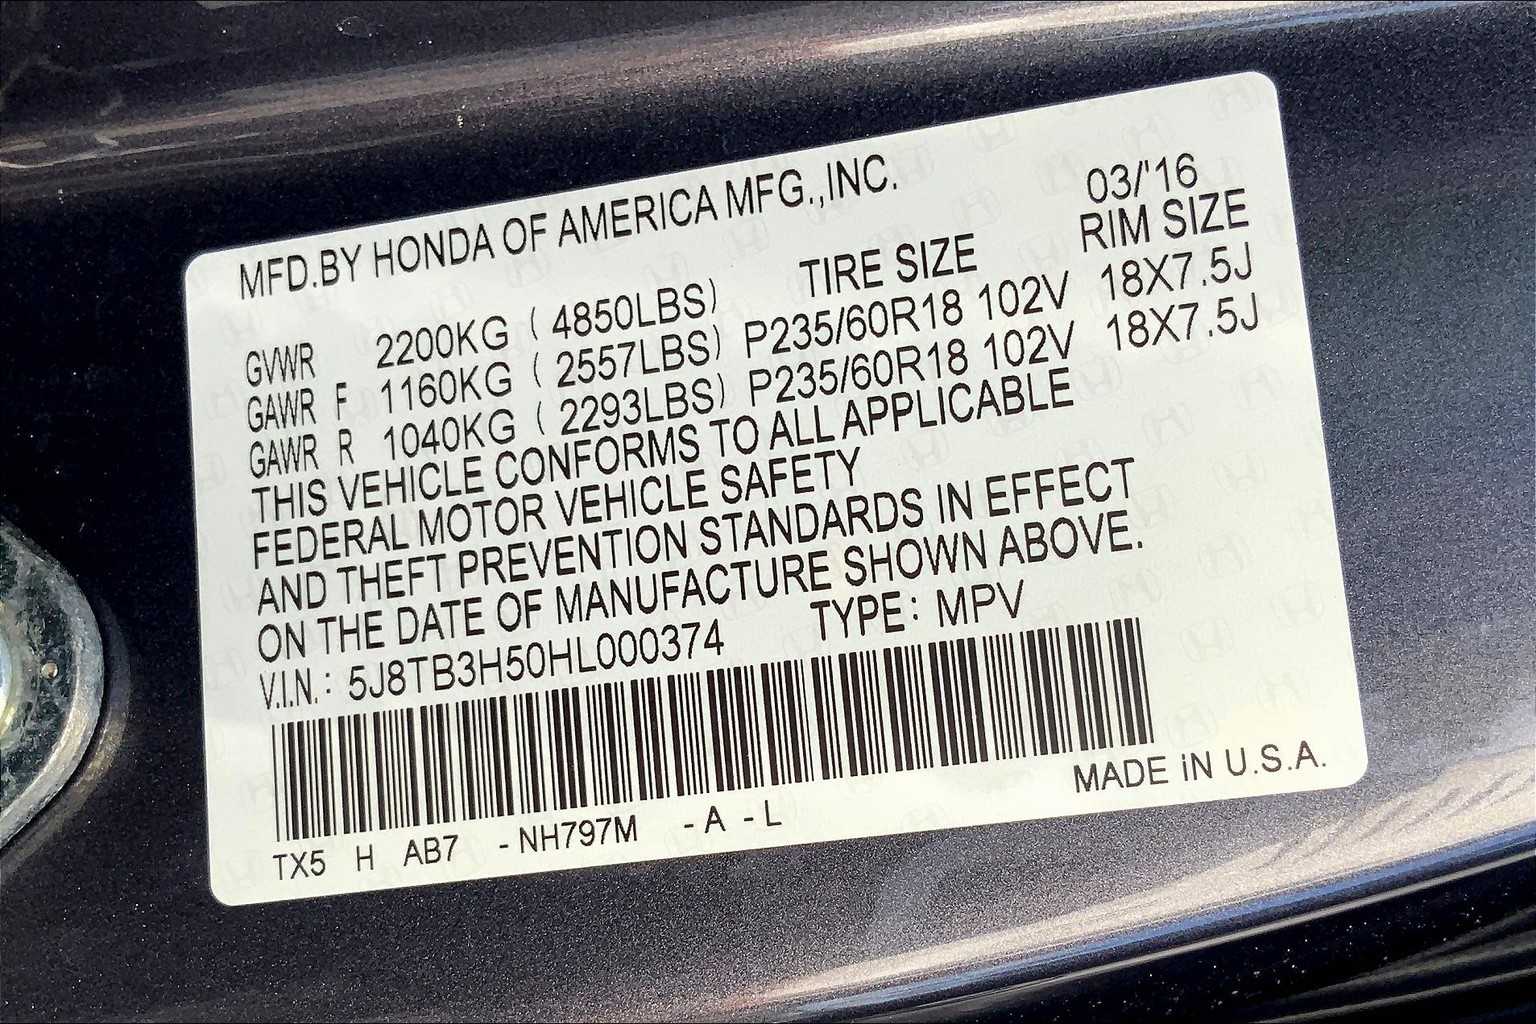 MFD.BY HONDA OF AMERICA MFG.,INC. 03/'16
TIRE SIZE RIM SIZE
GVWR 2200KG ( 4850LBS)
GAWR F 1160KG ( 2557LBS) P235/60R18 102V 18X7.5J
GAWR R 1040KG ( 2293LBS) P235/60R18 102V 18X7.5J
THIS VEHICLE CONFORMS TO ALL APPLICABLE
FEDERAL MOTOR VEHICLE SAFETY
AND THEFT PREVENTION STANDARDS IN EFFECT
ON THE DATE OF MANUFACTURE SHOWN ABOVE.
V.I.N.: 5J8TB3H50HL000374 TYPE: MPV
TX5 H AB7 -NH797M -A -L MADE iN U.S.A.